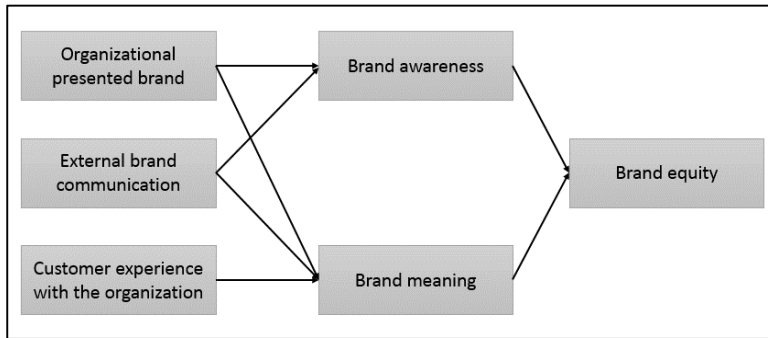 Organizational
presented brand
Brand awareness
External brand
communication
Brand equity
Customer experience
with the organization
Brand meaning